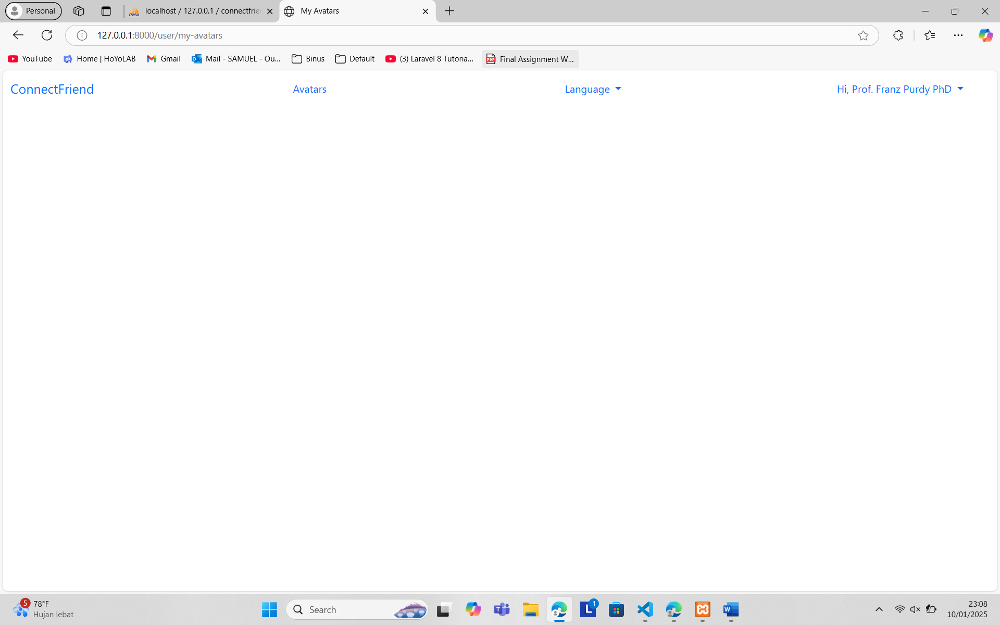 Personal
PMA
localhost / 127.0.0.1 / connectfrie
My Avatars
127.0.0.1:8000/user/my-avatars
YouTube
Home | HoYoLAB
Gmail
Mail - SAMUEL - Ou...
Binus
Default
(3) Laravel 8 Tutoria...
PDF
Final Assignment W...
ConnectFriend
Avatars
Language
Hi, Prof. Franz Purdy PhD
5
78°F
Hujan lebat
Search
L
1
W
23:08
10/01/2025